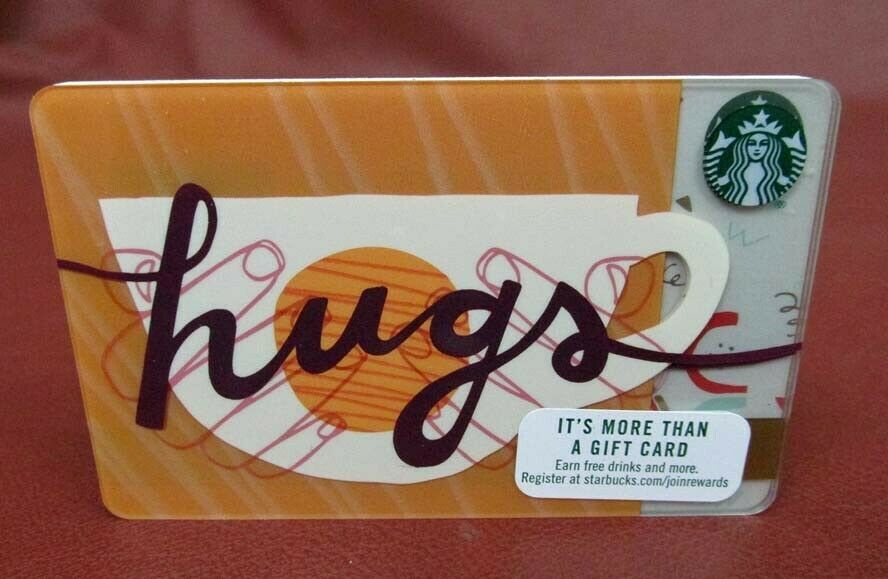 hugs
IT'S MORE THAN
A GIFT CARD
Earn free drinks and more.
Register at starbucks.com/joinrewards